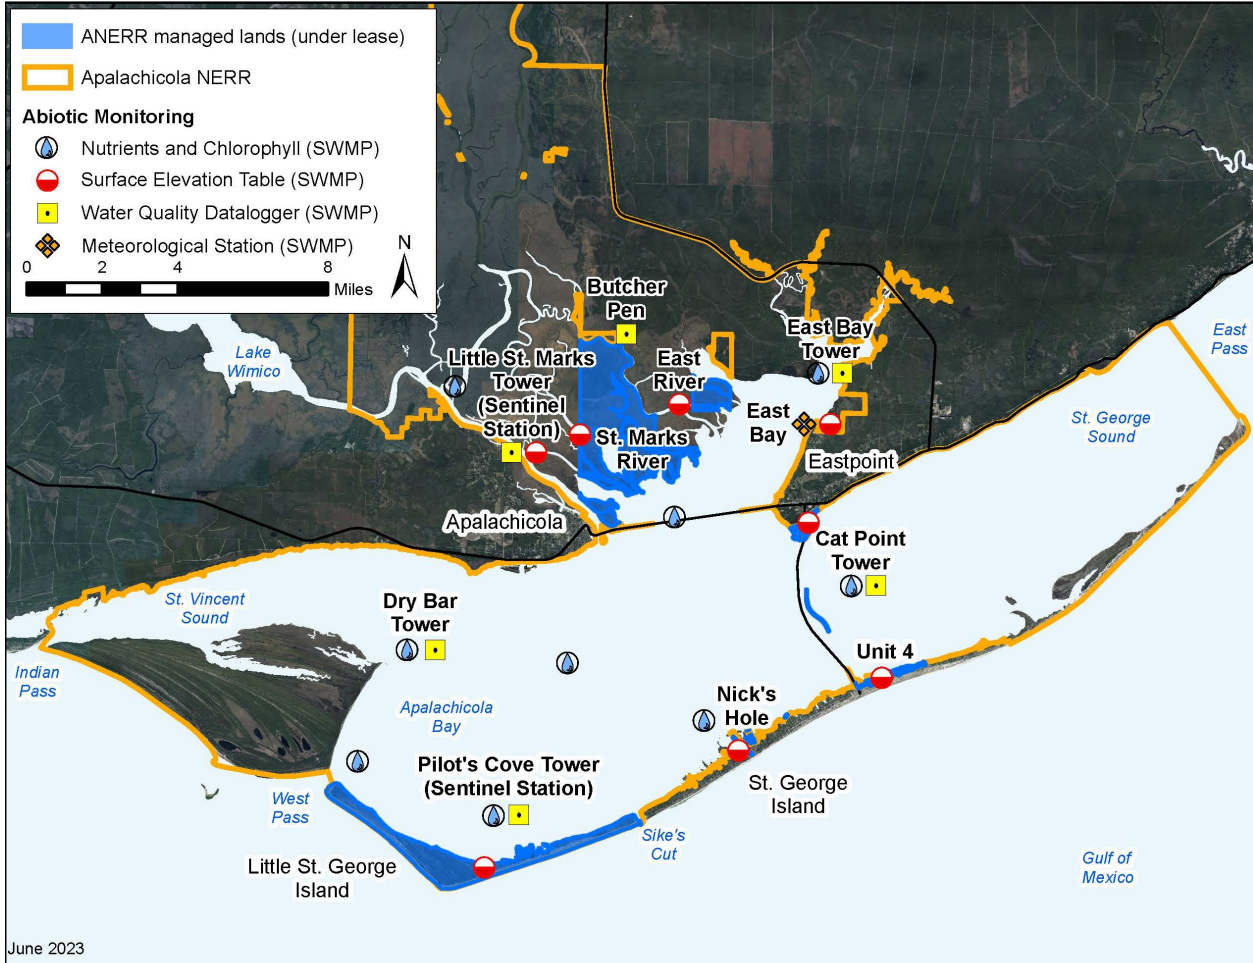 ANERR managed lands (under lease)
Apalachicola NERR
Abiotic Monitoring
Nutrients and Chlorophyll (SWMP)
Surface Elevation Table (SWMP)
Water Quality Datalogger (SWMP)
Meteorological Station (SWMP)
N
0 2 4 8
Miles
Butcher
Pen
East Bay
Tower
East
Pass
Lake
Wimico
Little St. Marks
Tower
(Sentinel
Station)
East
River
St. George
Sound
East
Bay
St. Marks
River
Eastpoint
Apalachicola
Cat Point
Tower
St. Vincent
Sound
Dry Bar
Tower
Indian
Pass
Unit 4
Apalachicola
Bay
Nick's
Hole
Pilot's Cove Tower
(Sentinel Station)
St. George
Island
West
Pass
Sike's
Cut
Little St. George
Island
Gulf of
Mexico
June 2023